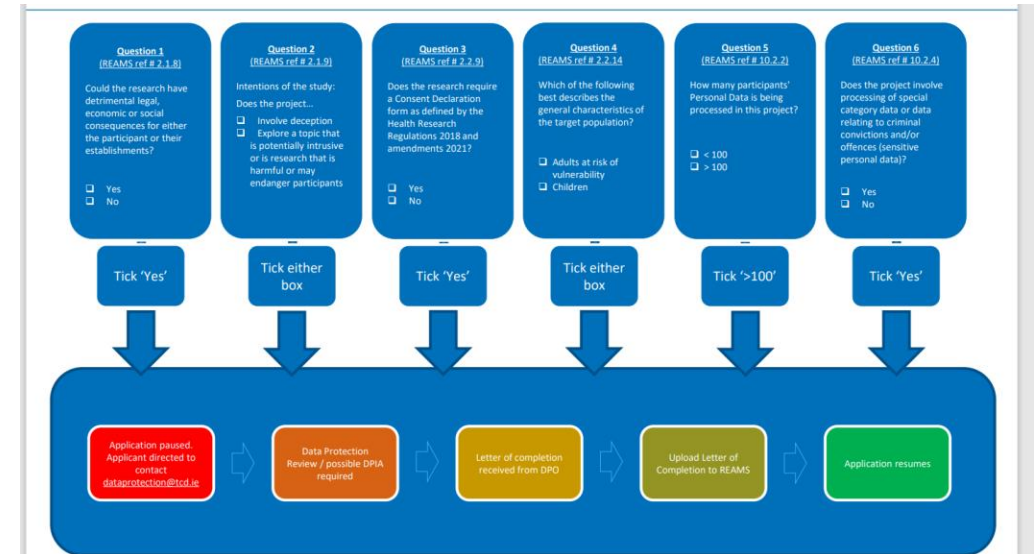 Question 1
(REAMS ref # 2.1.8)
Could the research have
detrimental legal,
economic or social
consequences for either
the participant or their
establishments?
❑ Yes
❑ No
Question 2
(REAMS ref # 2.1.9)
Intentions of the study:
Does the project…
❑ Involve deception
❑ Explore a topic that
is potentially intrusive
or is research that is
harmful or may
endanger participants
Question 3
(REAMS ref # 2.2.9)
Does the research require
a Consent Declaration
form as defined by the
Health Research
Regulations 2018 and
amendments 2021?
❑ Yes
❑ No
Question 4
(REAMS ref # 2.2.14
Which of the following
best describes the
general characteristics of
the target population?
❑ Adults at risk of
vulnerability
❑ Children
Question 5
(REAMS ref # 10.2.2)
How many participants'
Personal Data is being
processed in this project?
❑ < 100
❑ > 100
Question 6
(REAMS ref # 10.2.4)
Does the project involve
processing of special
category data or data
relating to criminal
convictions and/or
offences (sensitive
personal data)?
❑ Yes
❑ No
Tick 'Yes'
Tick either
box
Tick 'Yes'
Tick either
box
Tick '>100'
Tick 'Yes'
Application paused.
Applicant directed to
contact
dataprotection@tcd.ie
Data Protection
Review / possible DPIA
required
Letter of completion
received from DPO
Upload Letter of
Completion to REAMS
Application resumes